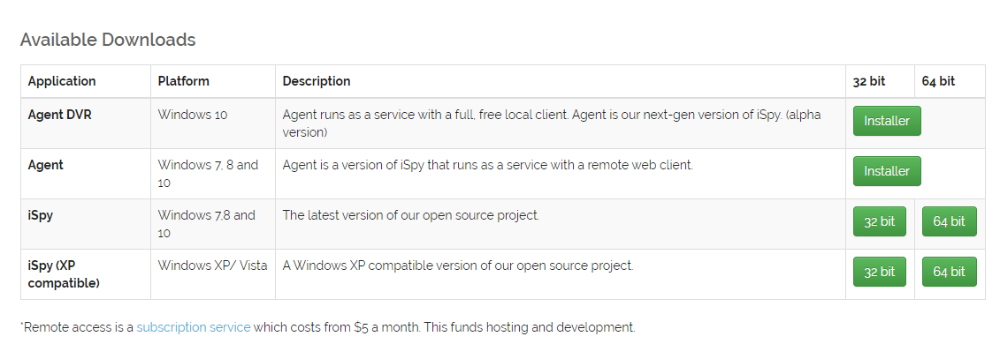 Available Downloads
Application Platform Description 32 bit 64 bit
Agent DVR Windows 10 Agent runs as a service with a full, free local client. Agent is our next-gen version of iSpy. (alpha
version) Installer
Agent Windows 7, 8 and
10 Agent is a version of iSpy that runs as a service with a remote web client. Installer
iSpy Windows 7,8 and
10 The latest version of our open source project. 32 bit 64 bit
iSpy (XP
compatible) Windows XP/ Vista A Windows XP compatible version of our open source project. 32 bit 64 bit
*Remote access is a subscription service which costs from $5 a month. This funds hosting and development.